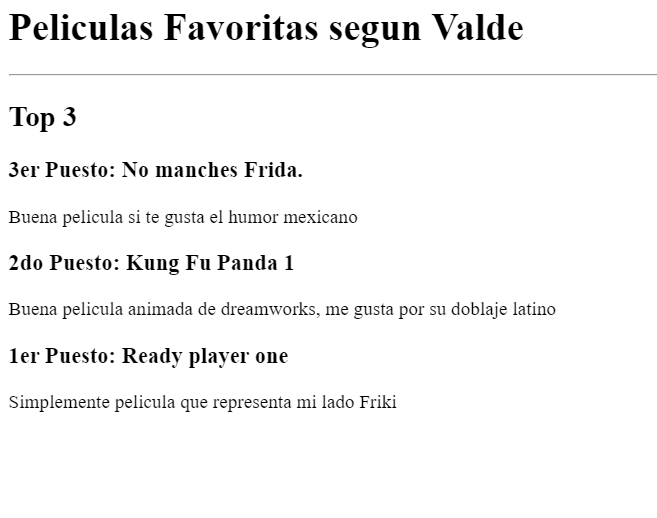 Peliculas Favoritas segun Valde
Top 3
3er Puesto: No manches Frida.
Buena pelicula si te gusta el humor mexicano
2do Puesto: Kung Fu Panda 1
Buena pelicula animada de dreamworks, me gusta por su doblaje latino
1er Puesto: Ready player one
Simplemente pelicula que representa mi lado Friki